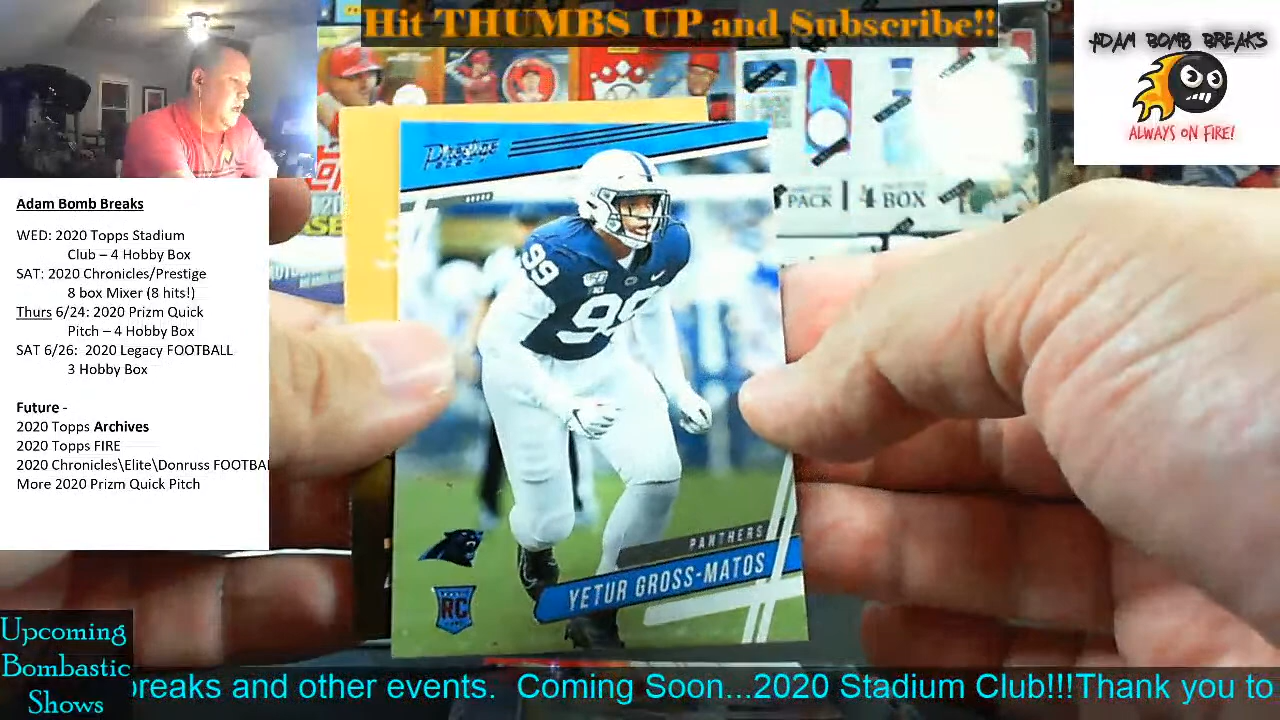 Hit THUMBS UP and Subscribe!!
ADAM BOMB BREAKS
ALWAYS ON FIRE!
Adam Bomb Breaks
WED: 2020 Topps Stadium
Club – 4 Hobby Box
SAT: 2020 Chronicles/Prestige
8 box Mixer (8 hits!)
Thurs 6/24: 2020 Prizm Quick
Pitch – 4 Hobby Box
SAT 6/26: 2020 Legacy FOOTBALL
3 Hobby Box
Future -
2020 Topps Archives
2020 Topps FIRE
2020 Chronicles\Elite\Donruss FOOTBAL
More 2020 Prizm Quick Pitch
Prestige
PACK | 4 BOX
99
99
PANTHERS
YETUR GROSS-MATOS
RC
Upcoming
Bombastic
Shows
breaks and other events. Coming Soon...2020 Stadium Club!!!Thank you to